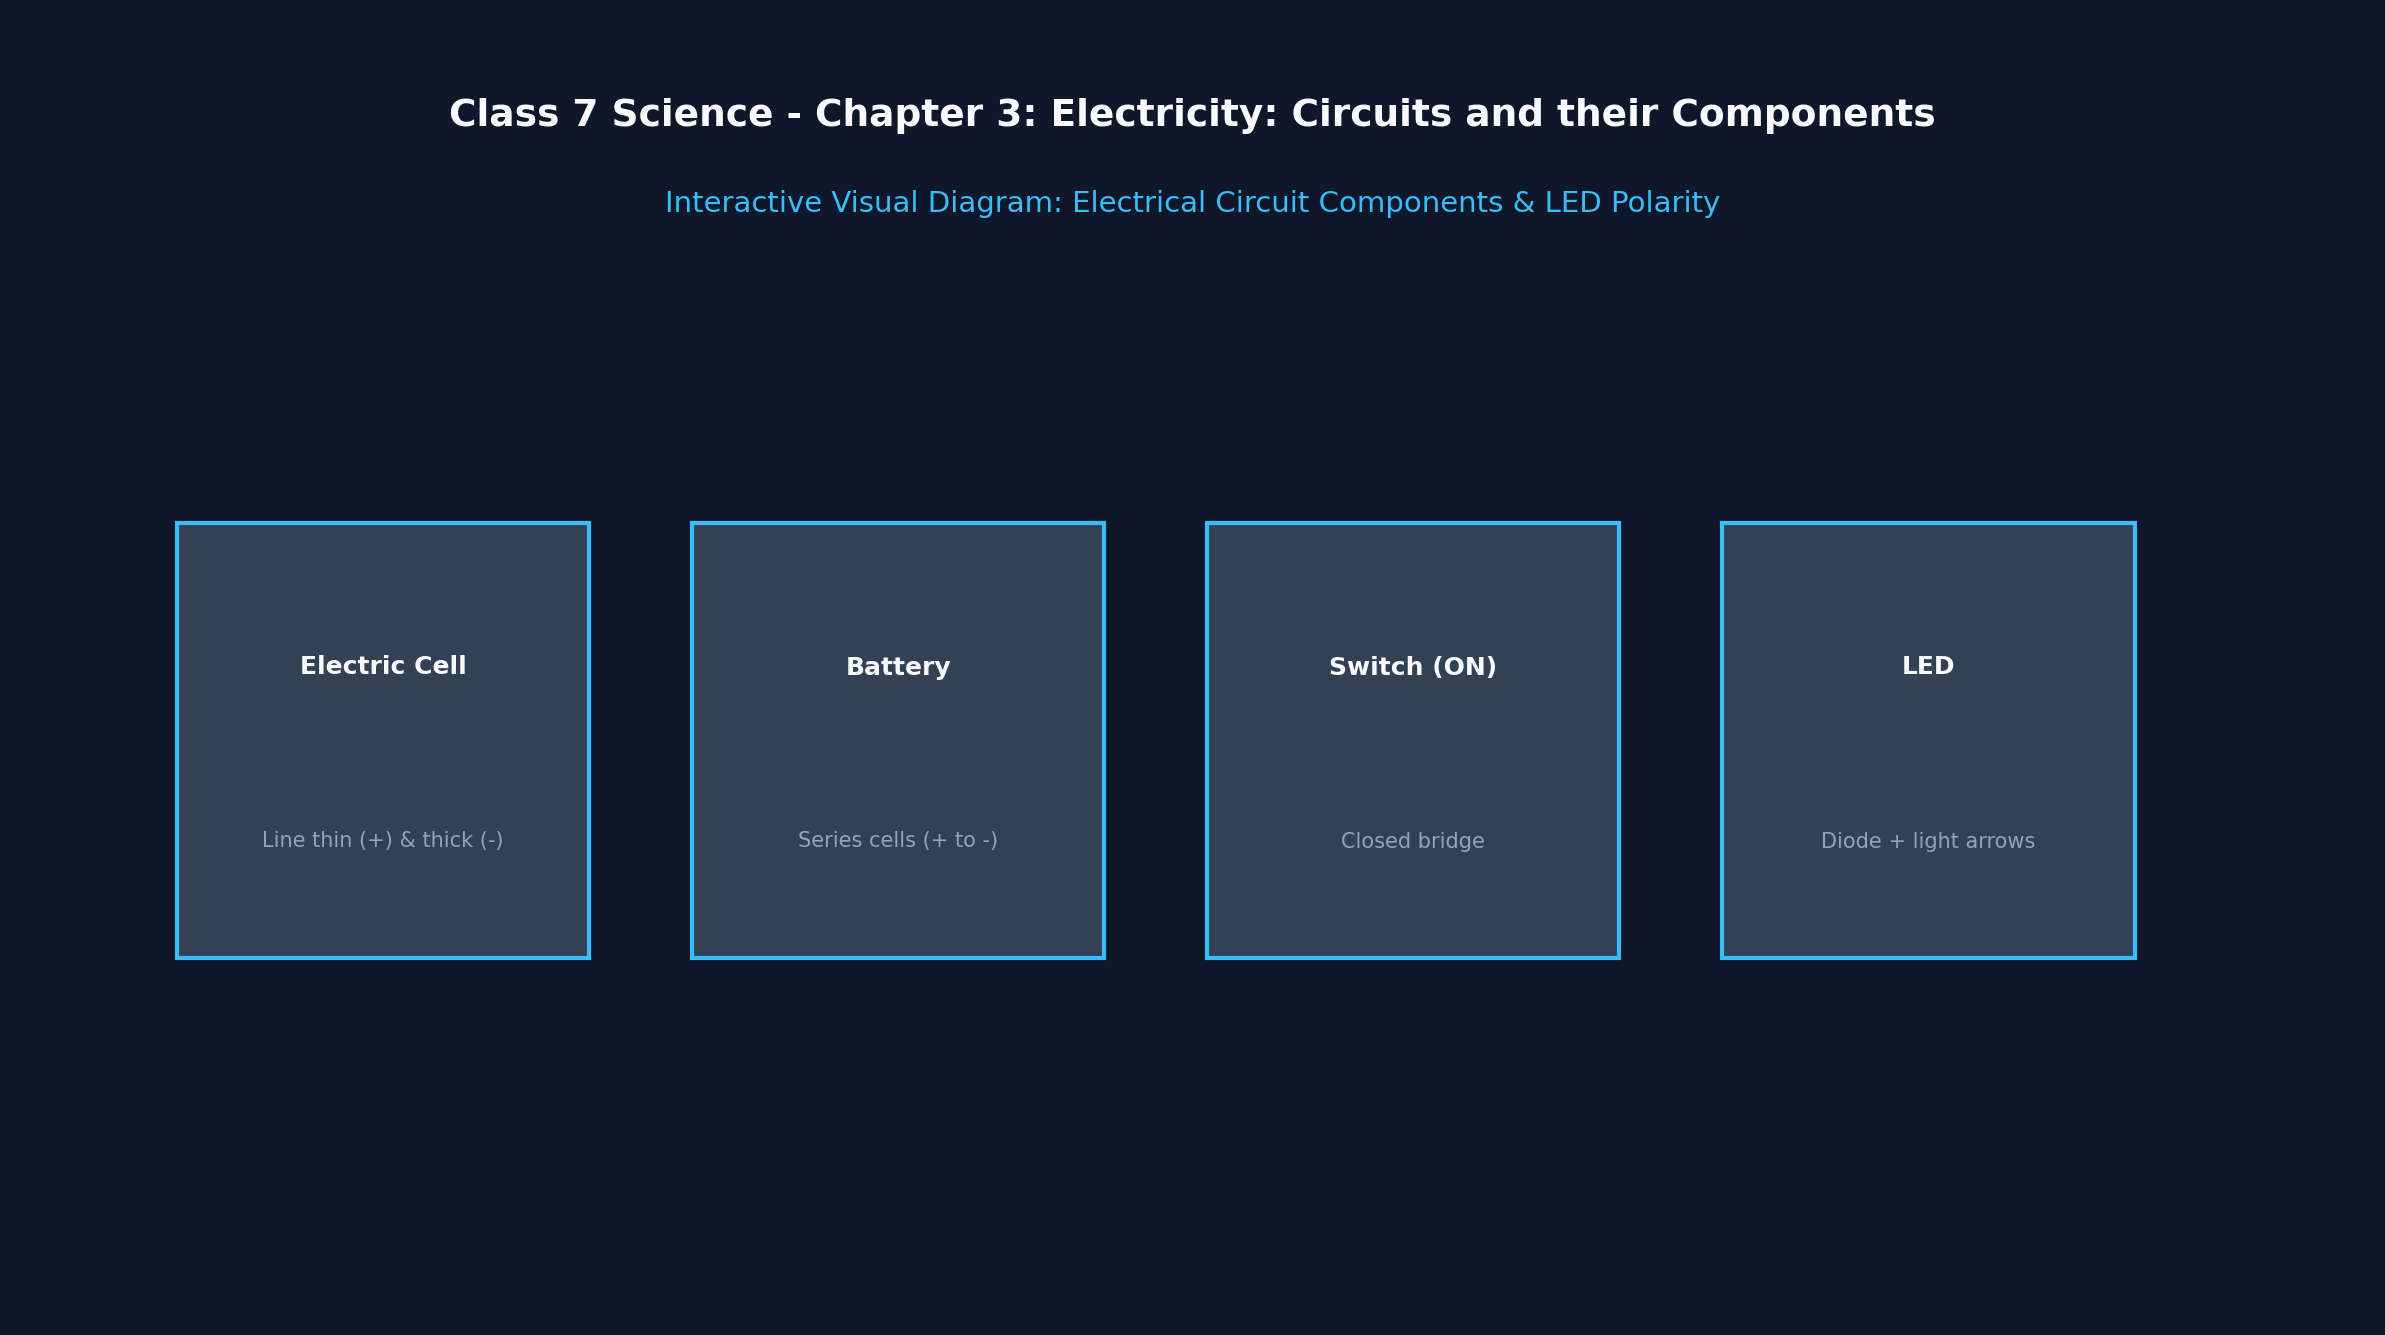 Class 7 Science - Chapter 3: Electricity: Circuits and their Components
Interactive Visual Diagram: Electrical Circuit Components & LED Polarity
Electric Cell
Line thin (+) & thick (-)
Battery
Series cells (+ to -)
Switch (ON)
Closed bridge
LED
Diode + light arrows